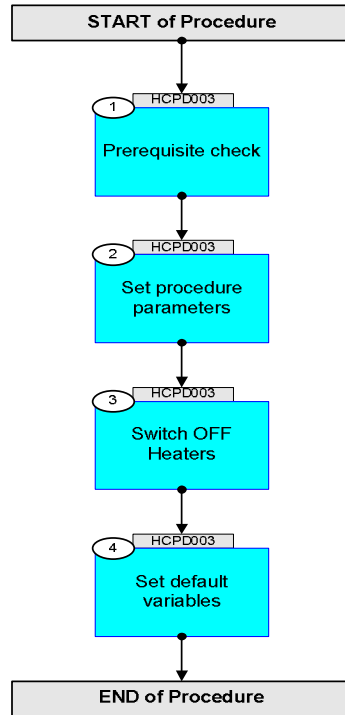 START of Procedure
HCPD003
1
Prerequisite check
HCPD003
2
Set procedure
parameters
HCPD003
3
Switch OFF
Heaters
HCPD003
4
Set default
variables
END of Procedure